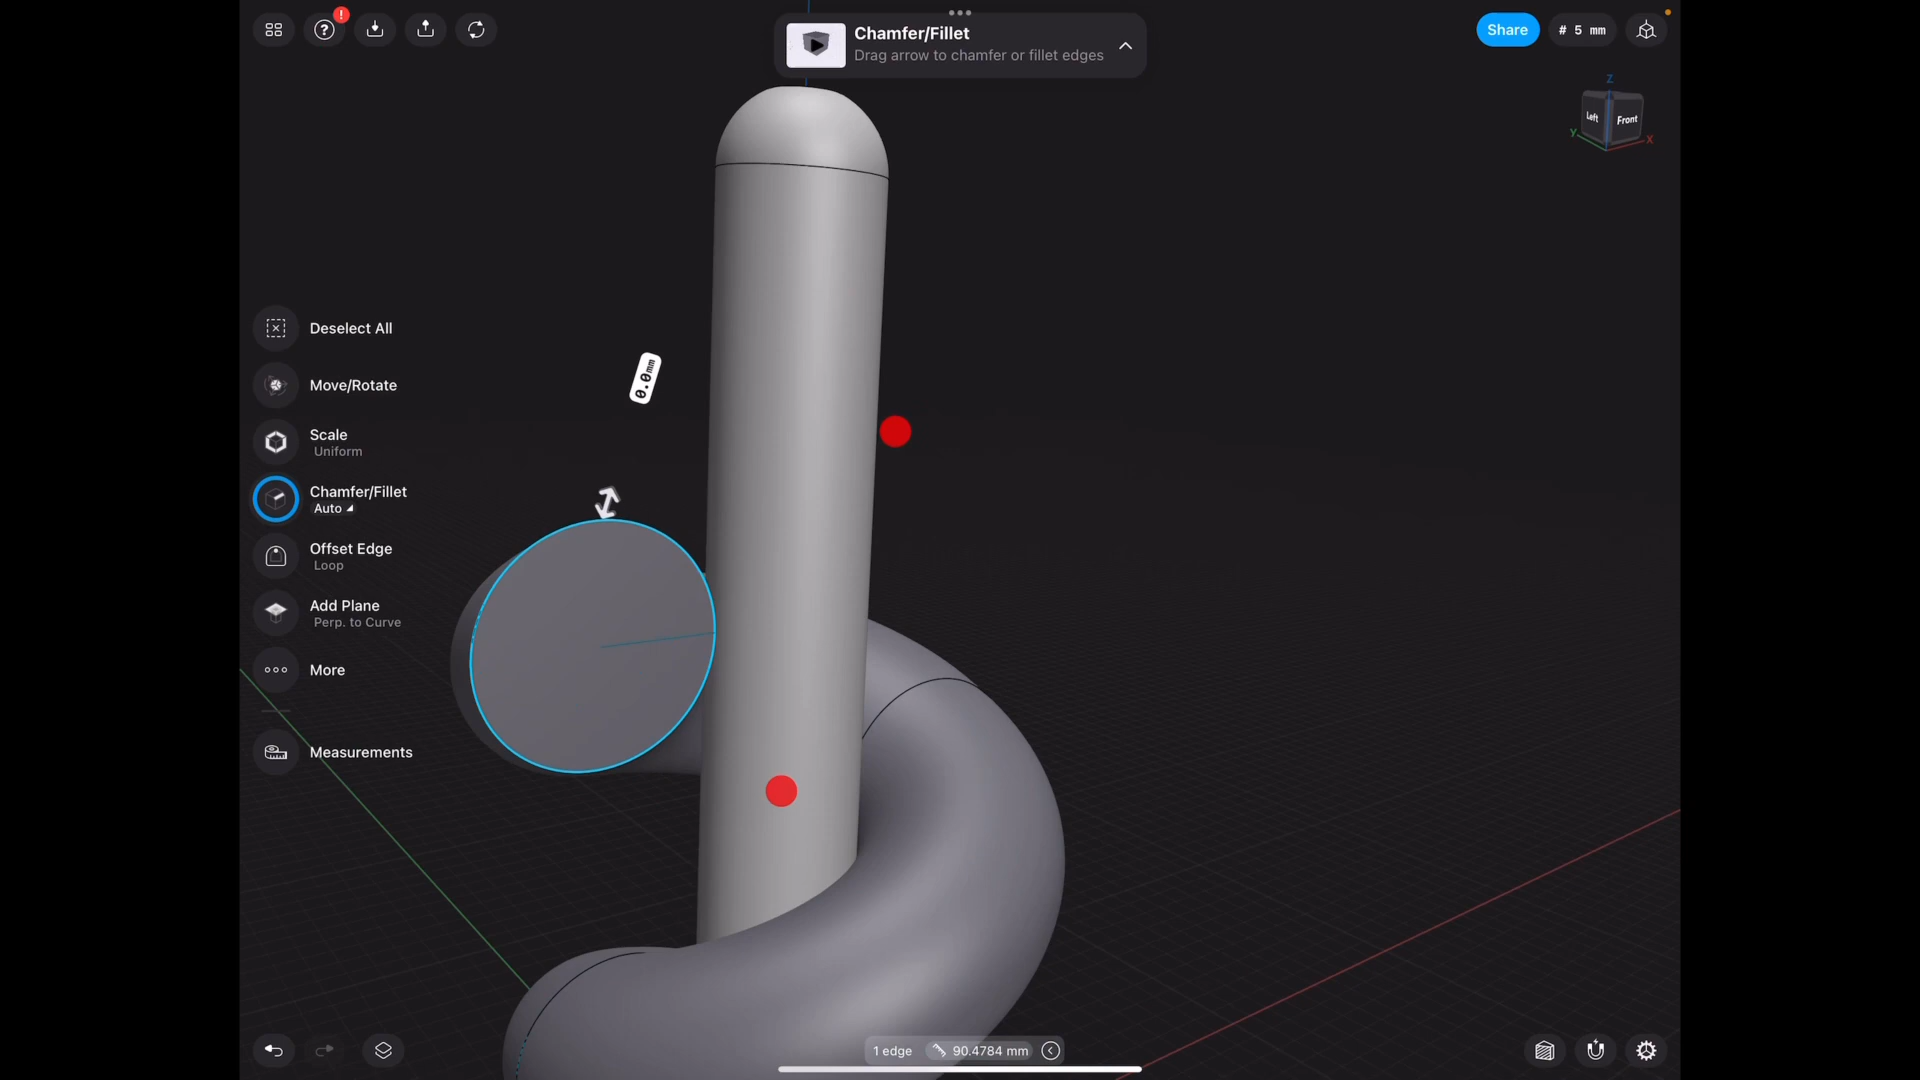 Chamfer/Fillet
Drag arrow to chamfer or fillet edges
Share
# 5 mm
Z
Left
Front
Y
X
Deselect All
Move/Rotate
Scale
Uniform
Chamfer/Fillet
Auto
Offset Edge
Loop
Add Plane
Perp. to Curve
More
Measurements
0.0mm
1 edge
90.4784 mm